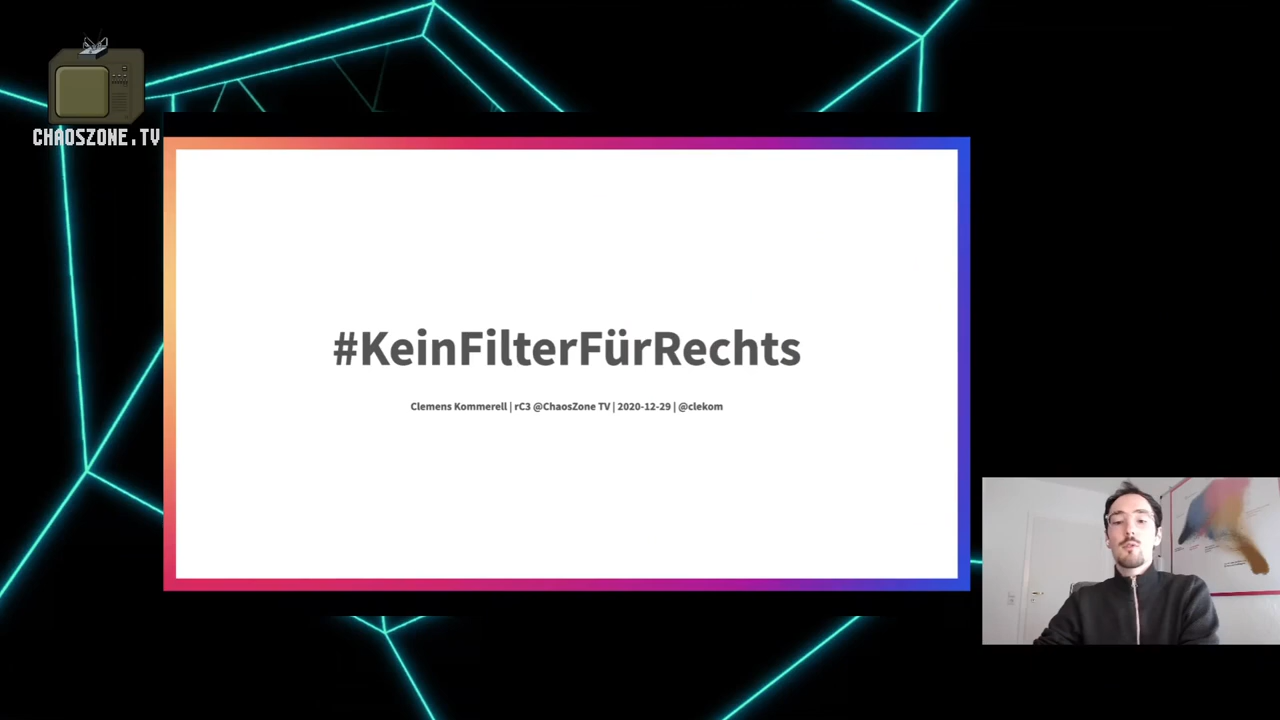 CHAOSZONE.TV
#KeinFilterFürRechts
Clemens Kommerell | rC3 @ChaosZone TV | 2020-12-29 | @clekom